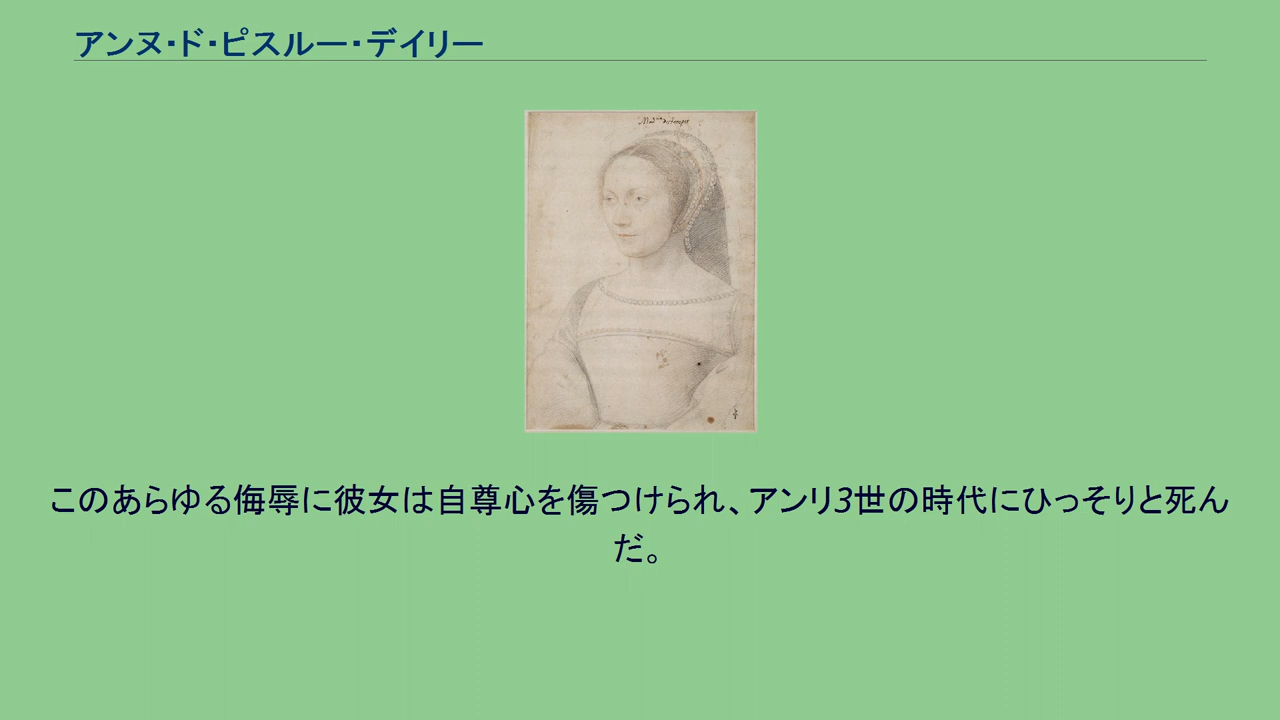 アンヌ・ド・ピスルー・デイリー
このあらゆる侮辱に彼女は自尊心を傷つけられ、アンリ3世の時代にひっそりと死ん
だ。